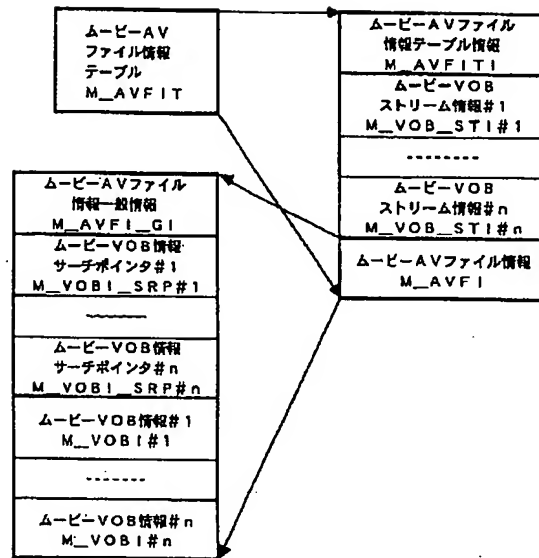 ムービーAV
ファイル情報
テーブル
M_AVFIT
ムービーAVファイル
情報テーブル情報
M_AVFITI
ムービーVOB
ストリーム情報#1
M_VOB_STI#1
ムービーVOB
ストリーム情報#n
M_VOB_STI#n
ムービーAVファイル情報
M_AVFI
ムービーAVファイル
情報一般情報
M_AVFI_GI
ムービーVOB情報
サーチポインタ#1
M_VOBI_SRP#1
ムービーVOB情報
サーチポインタ#n
M_VOBI_SRP#n
ムービーVOB情報#1
M_VOBI#1
ムービーVOB情報#n
M_VOBI#n